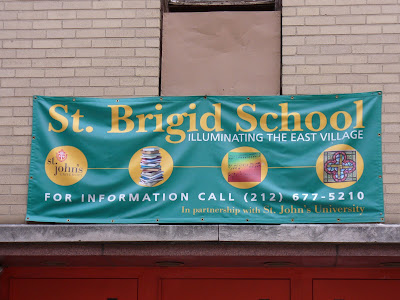 St. Brigid School
ILLUMINATING THE EAST VILLAGE
st.
john's
FOR INFORMATION CALL (212) 677-5210
In partnership with St. John's University